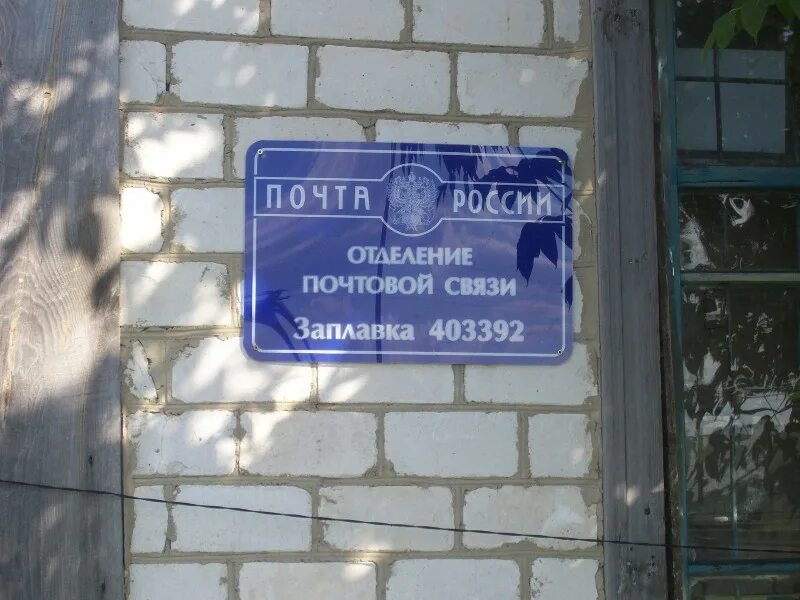 ПОЧТА РОССИИ
ОТДЕЛЕНИЕ
ПОЧТОВОЙ СВЯЗИ
Заплавка 403392